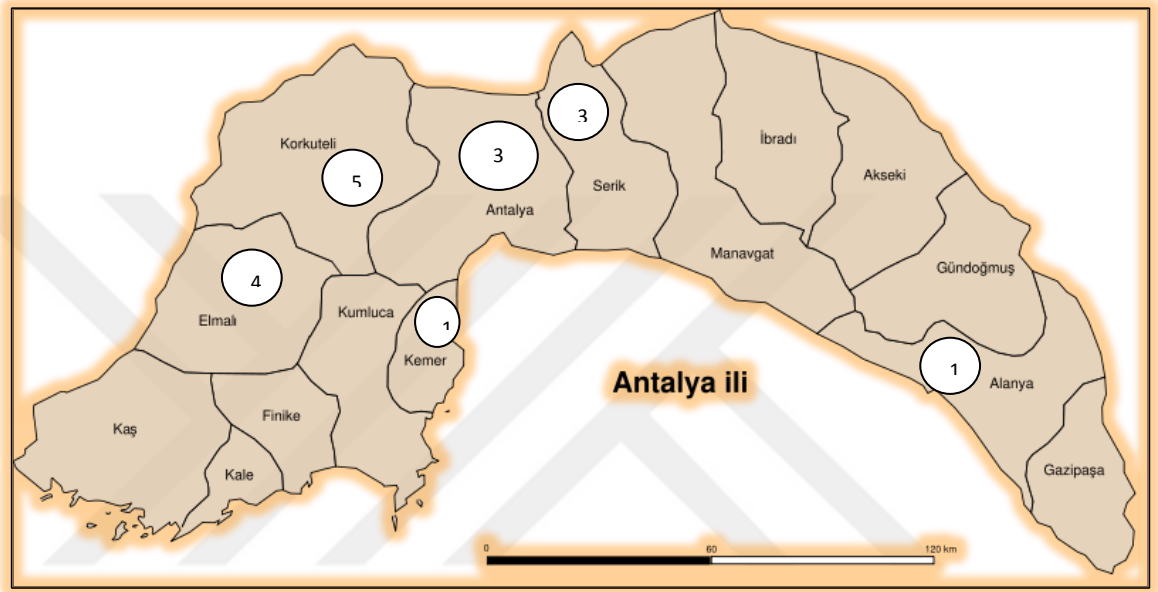 3
İbradı
Korkuteli
3
Akseki
5
Serik
Antalya
Manavgat
Gündoğmuş
4
Kumluca
Elmalı
1
Kemer
1
Antalya ili
Alanya
Finike
Kaş
Kale
Gazipaşa
0
60
120 km